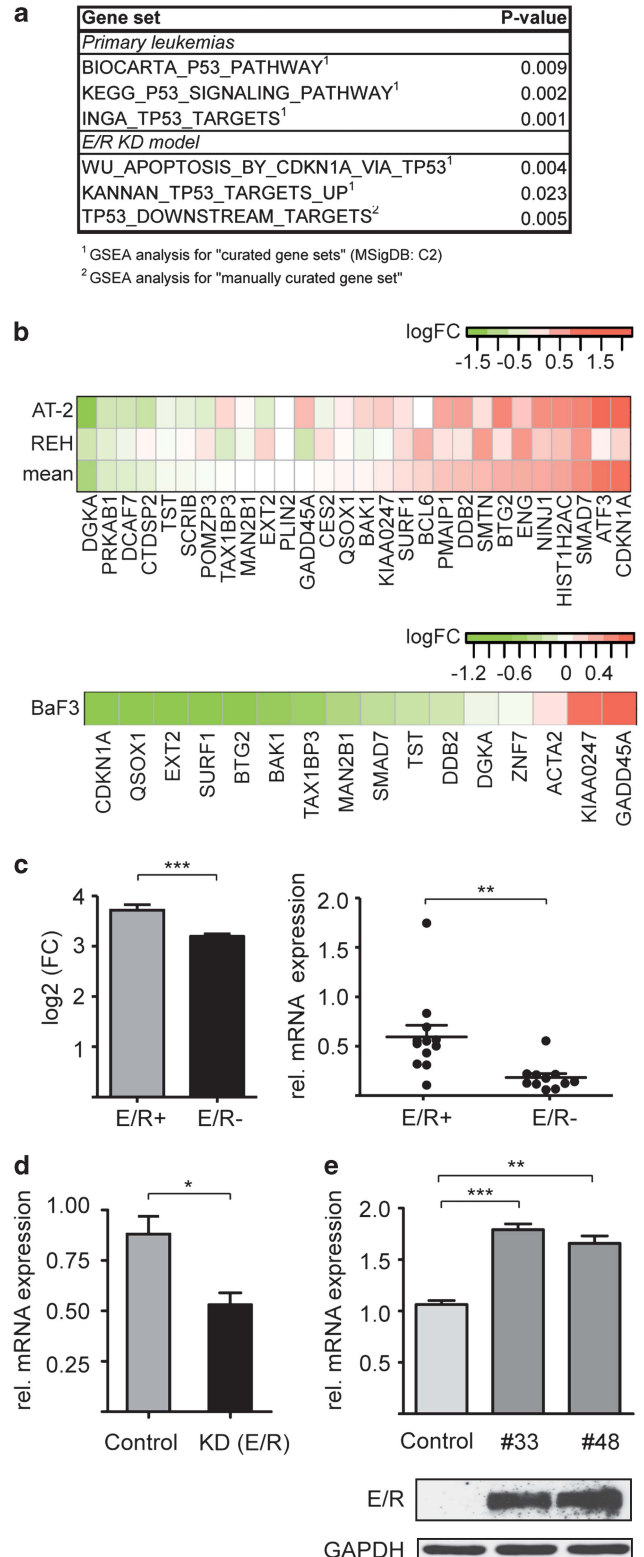 a
Gene set P-value
Primary leukemias
BIOCARTA_P53_PATHWAY1 0.009
KEGG_P53_SIGNALING_PATHWAY1 0.002
INGA_TP53_TARGETS1 0.001
E/R KD model
WU_APOPTOSIS_BY_CDKN1A_VIA_TP531 0.004
KANNAN_TP53_TARGETS_UP1 0.023
TP53_DOWNSTREAM_TARGETS2 0.005
1 GSEA analysis for "curated gene sets" (MSigDB: C2)
2 GSEA analysis for "manually curated gene set"
b
logFC
-1.5 -0.5 0.5 1.5
AT-2
REH
mean
DGKA PRKAB1 DCAF7 CTDSP2 TST SCRIB POMZP3 TAX1BP3 MAN2B1 EXT2 PLIN2 GADD45A CES2 QSOX1 BAK1 KIAA0247 SURF1 BCL6 PMAIP1 DDB2 SMTN BTG2 ENG NINJ1 HIST1H2AC SMAD7 ATF3 CDKN1A
logFC
-1.2 -0.6 0 0.4
BaF3
CDKN1A QSOX1 EXT2 SURF1 BTG2 BAK1 TAX1BP3 MAN2B1 SMAD7 TST DDB2 DGKA ZNF7 ACTA2 KIAA0247 GADD45A
c
log2 (FC)
4
3
2
1
***
E/R+ E/R-
rel. mRNA expression
2.0
1.5
1.0
0.5
**
E/R+ E/R-
d
rel. mRNA expression
1.00
0.75
0.50
0.25
*
Control KD (E/R)
e
rel. mRNA expression
2.0
1.5
1.0
0.5
**
***
Control #33 #48
E/R
GAPDH